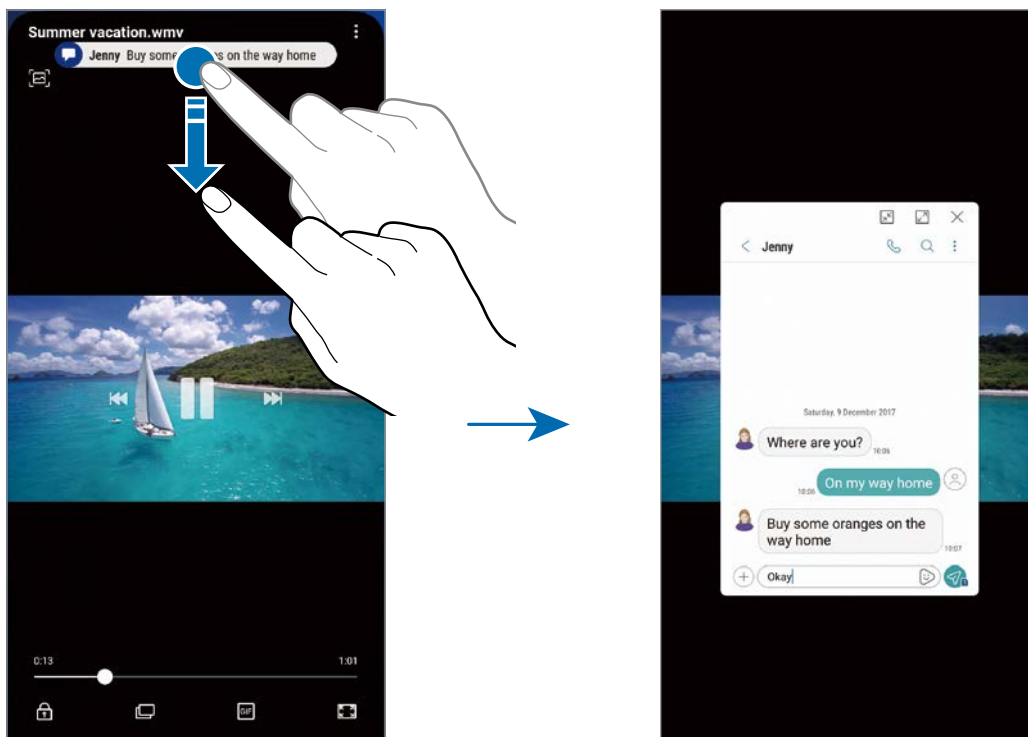 Summer vacation.wmv
Jenny Buy some s on the way home
0:13
1:01
GIF
Jenny
Saturday, 9 December 2017
Where are you?
10:06
On my way home
10:06
Buy some oranges on the
way home
10:07
Okay